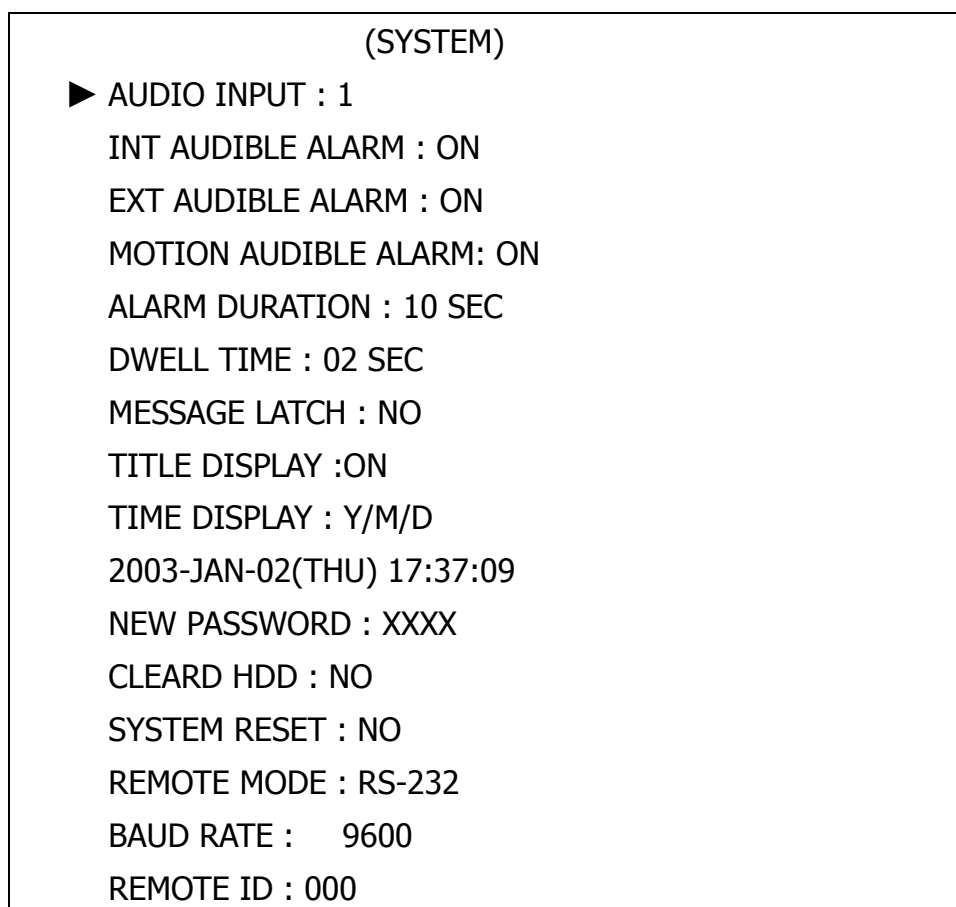 (SYSTEM)
► AUDIO INPUT : 1
INT AUDIBLE ALARM : ON
EXT AUDIBLE ALARM : ON
MOTION AUDIBLE ALARM: ON
ALARM DURATION : 10 SEC
DWELL TIME : 02 SEC
MESSAGE LATCH : NO
TITLE DISPLAY :ON
TIME DISPLAY : Y/M/D
2003-JAN-02(THU) 17:37:09
NEW PASSWORD : XXXX
CLEARD HDD : NO
SYSTEM RESET : NO
REMOTE MODE : RS-232
BAUD RATE : 9600
REMOTE ID : 000